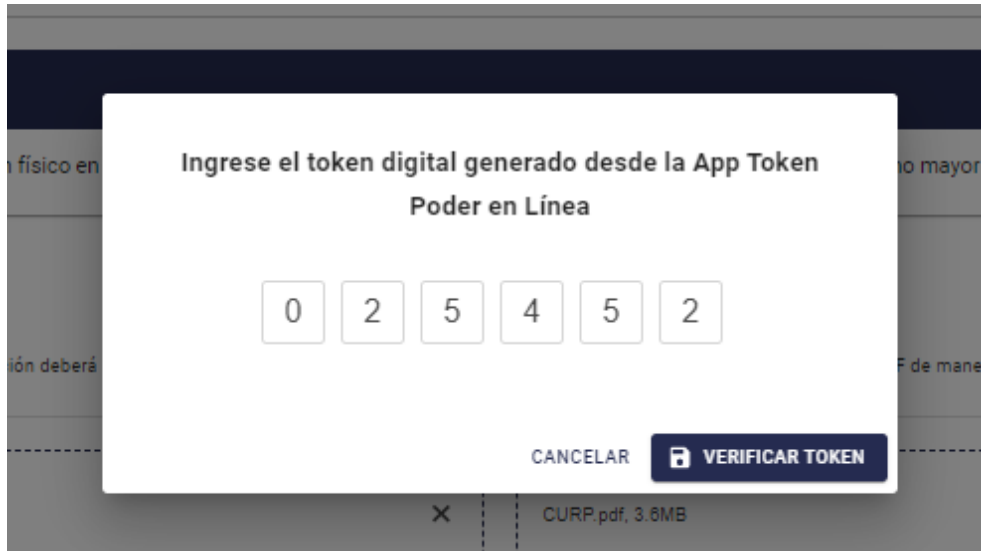 n físico en
Ingrese el token digital generado desde la App Token
no mayor
Poder en Línea
0 2 5 4 5 2
ión deberá
F de mane
CANCELAR VERIFICAR TOKEN
CURP.pdf, 3.6MB